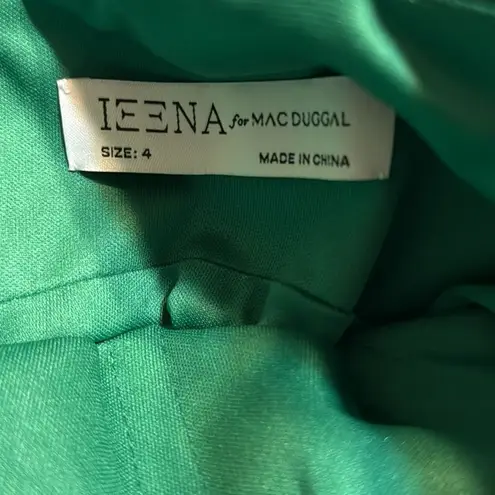 IEENA for MAC DUGGAL
SIZE: 4 MADE IN CHINA